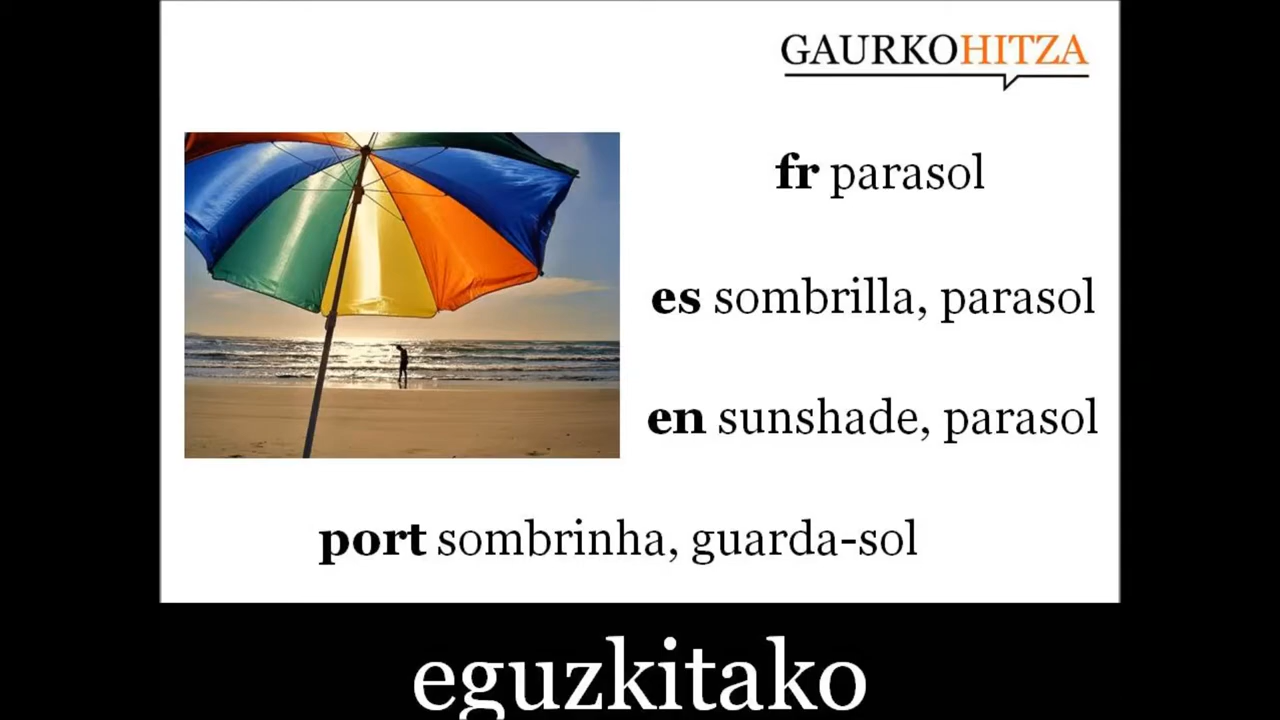 GAURKOHITZA
fr parasol
es sombrilla, parasol
en sunshade, parasol
port sombrinha, guarda-sol
eguzkitako